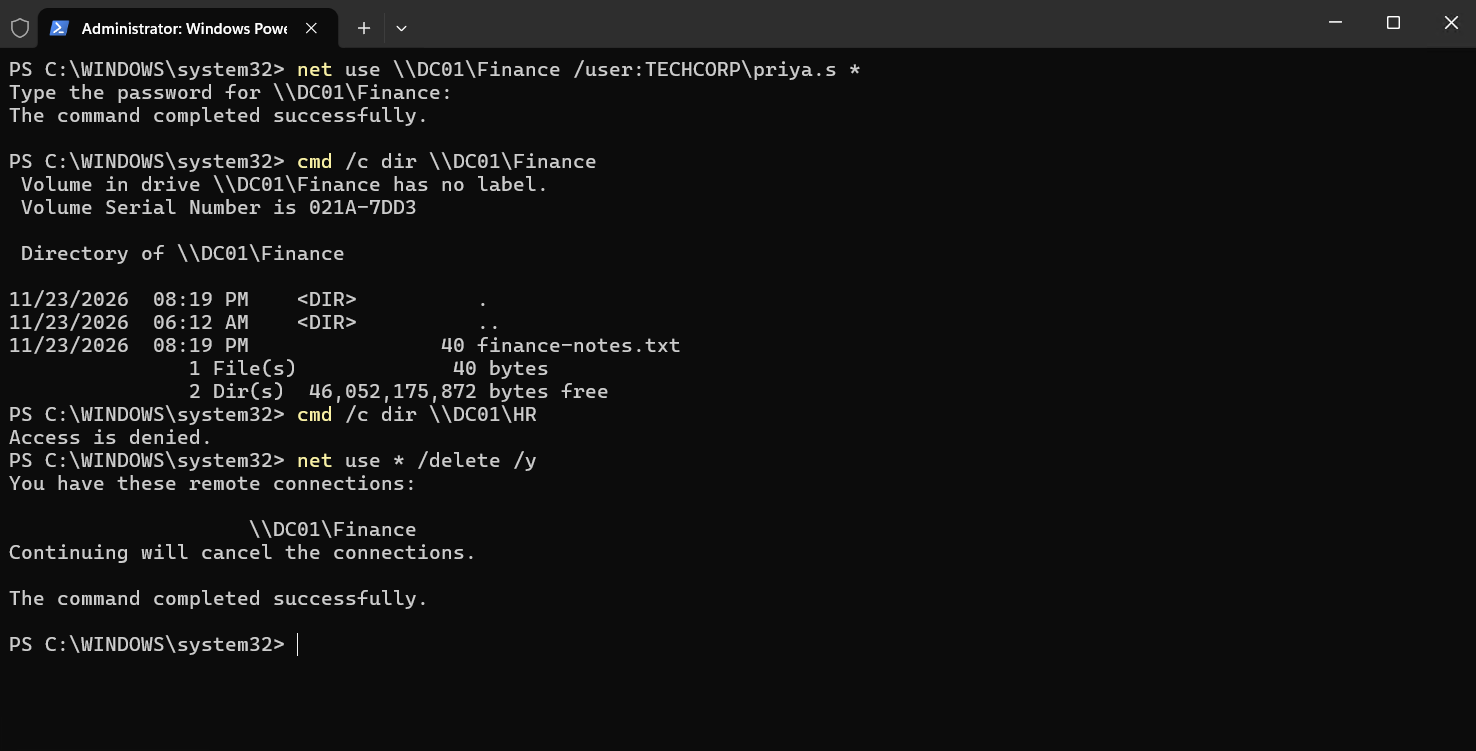 Administrator: Windows Powe
PS C:\WINDOWS\system32> net use \\DC01\Finance /user:TECHCORP\priya.s *
Type the password for \\DC01\Finance:
The command completed successfully.
PS C:\WINDOWS\system32> cmd /c dir \\DC01\Finance
 Volume in drive \\DC01\Finance has no label.
 Volume Serial Number is 021A-7DD3
 Directory of \\DC01\Finance
11/23/2026  08:19 PM    <DIR>          .
11/23/2026  06:12 AM    <DIR>          ..
11/23/2026  08:19 PM                40 finance-notes.txt
               1 File(s)             40 bytes
               2 Dir(s)  46,052,175,872 bytes free
PS C:\WINDOWS\system32> cmd /c dir \\DC01\HR
Access is denied.
PS C:\WINDOWS\system32> net use * /delete /y
You have these remote connections:
                    \\DC01\Finance
Continuing will cancel the connections.
The command completed successfully.
PS C:\WINDOWS\system32>